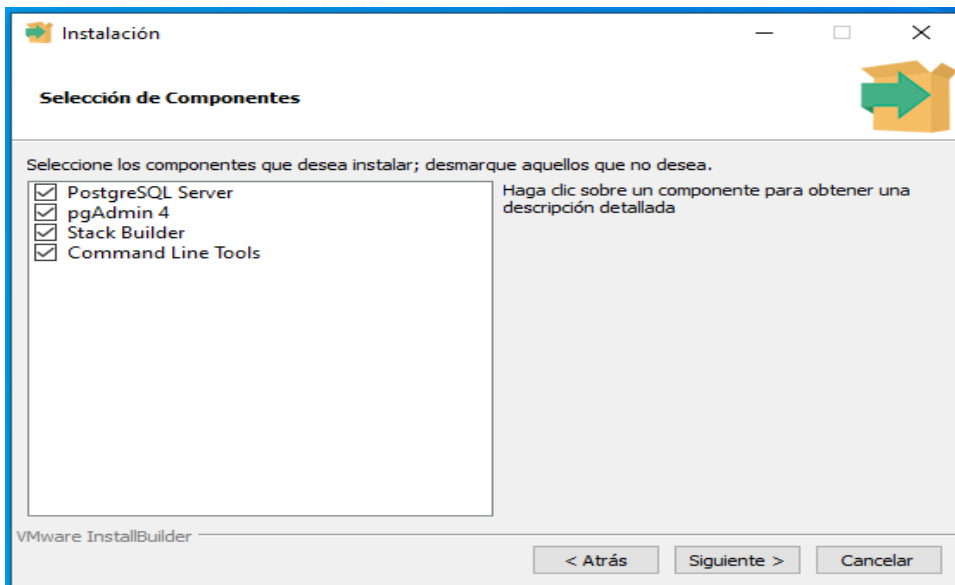 Instalación
Selección de Componentes
Seleccione los componentes que desea instalar; desmarque aquellos que no desea.
PostgreSQL Server
pgAdmin 4
Stack Builder
Command Line Tools
Haga clic sobre un componente para obtener una
descripción detallada
VMware InstallBuilder
< Atrás
Siguiente >
Cancelar